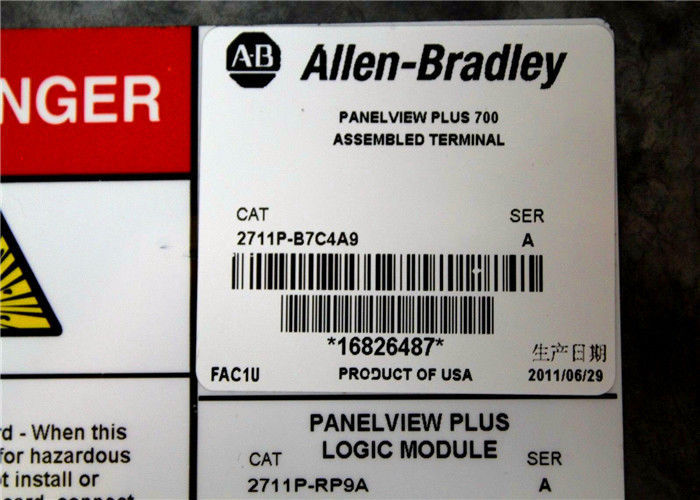 NGER
A-B Allen-Bradley
PANELVIEW PLUS 700
ASSEMBLED TERMINAL
CAT SER
2711P-B7C4A9 A
*16826487*
生产日期
FAC1U PRODUCT OF USA 2011/06/29
PANELVIEW PLUS
LOGIC MODULE
CAT SER
2711P-RP9A A
rd - When this
for hazardous
t install or